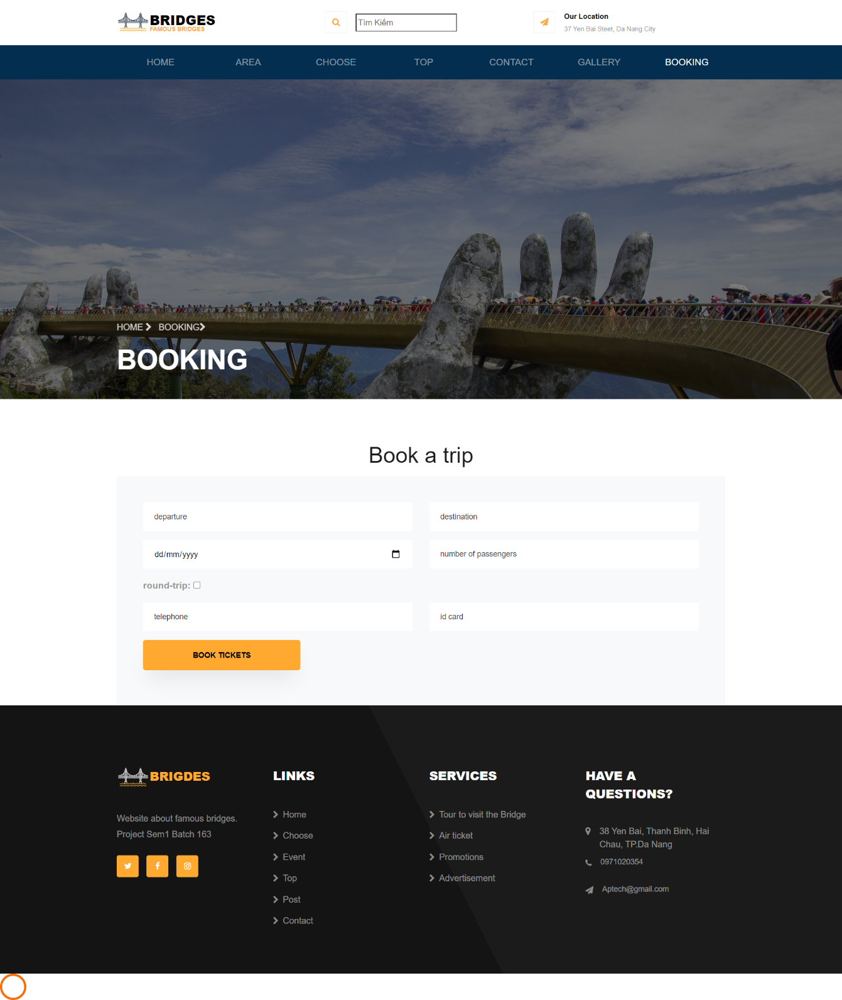 BRIDGES
FAMOUS BRIDGES
Tìm Kiếm
Our Location
37 Yen Bai Steet, Da Nang City
HOME
AREA
CHOOSE
TOP
CONTACT
GALLERY
BOOKING
HOME BOOKING
BOOKING
Book a trip
departure
destination
dd/mm/yyyy
number of passengers
round-trip:
telephone
id card
BOOK TICKETS
BRIGDES
Website about famous bridges.
Project Sem1 Batch 163
LINKS
Home
Choose
Event
Top
Post
Contact
SERVICES
Tour to visit the Bridge
Air ticket
Promotions
Advertisement
HAVE A
QUESTIONS?
38 Yen Bai, Thanh Binh, Hai
Chau, TP.Da Nang
0971020354
Aptech@gmail.com